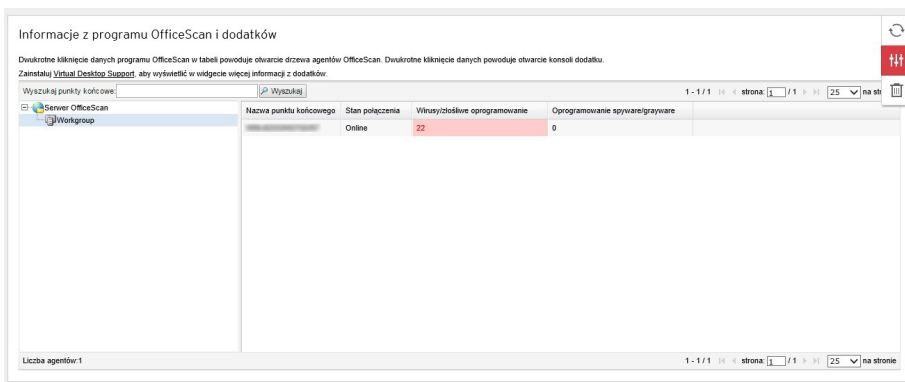 Informacje z programu OfficeScan i dodatków
Dwukrotne kliknięcie danych programu OfficeScan w tabeli powoduje otwarcie drzewa agentów OfficeScan. Dwukrotne kliknięcie danych powoduje otwarcie konsoli dodatku.
Zainstaluj Virtual Desktop Support, aby wyświetlić w widgecie więcej informacji z dodatków.
Wyszukaj punkty końcowe: Wyszukaj 1 - 1 / 1 strona: 1 / 1 25 na str
Serwer OfficeScan
Workgroup
Nazwa punktu końcowego Stan połączenia Wirusy/złośliwe oprogramowanie Oprogramowanie spyware/grayware
Online 22 0
Liczba agentów:1 1 - 1 / 1 strona: 1 / 1 25 na stronie